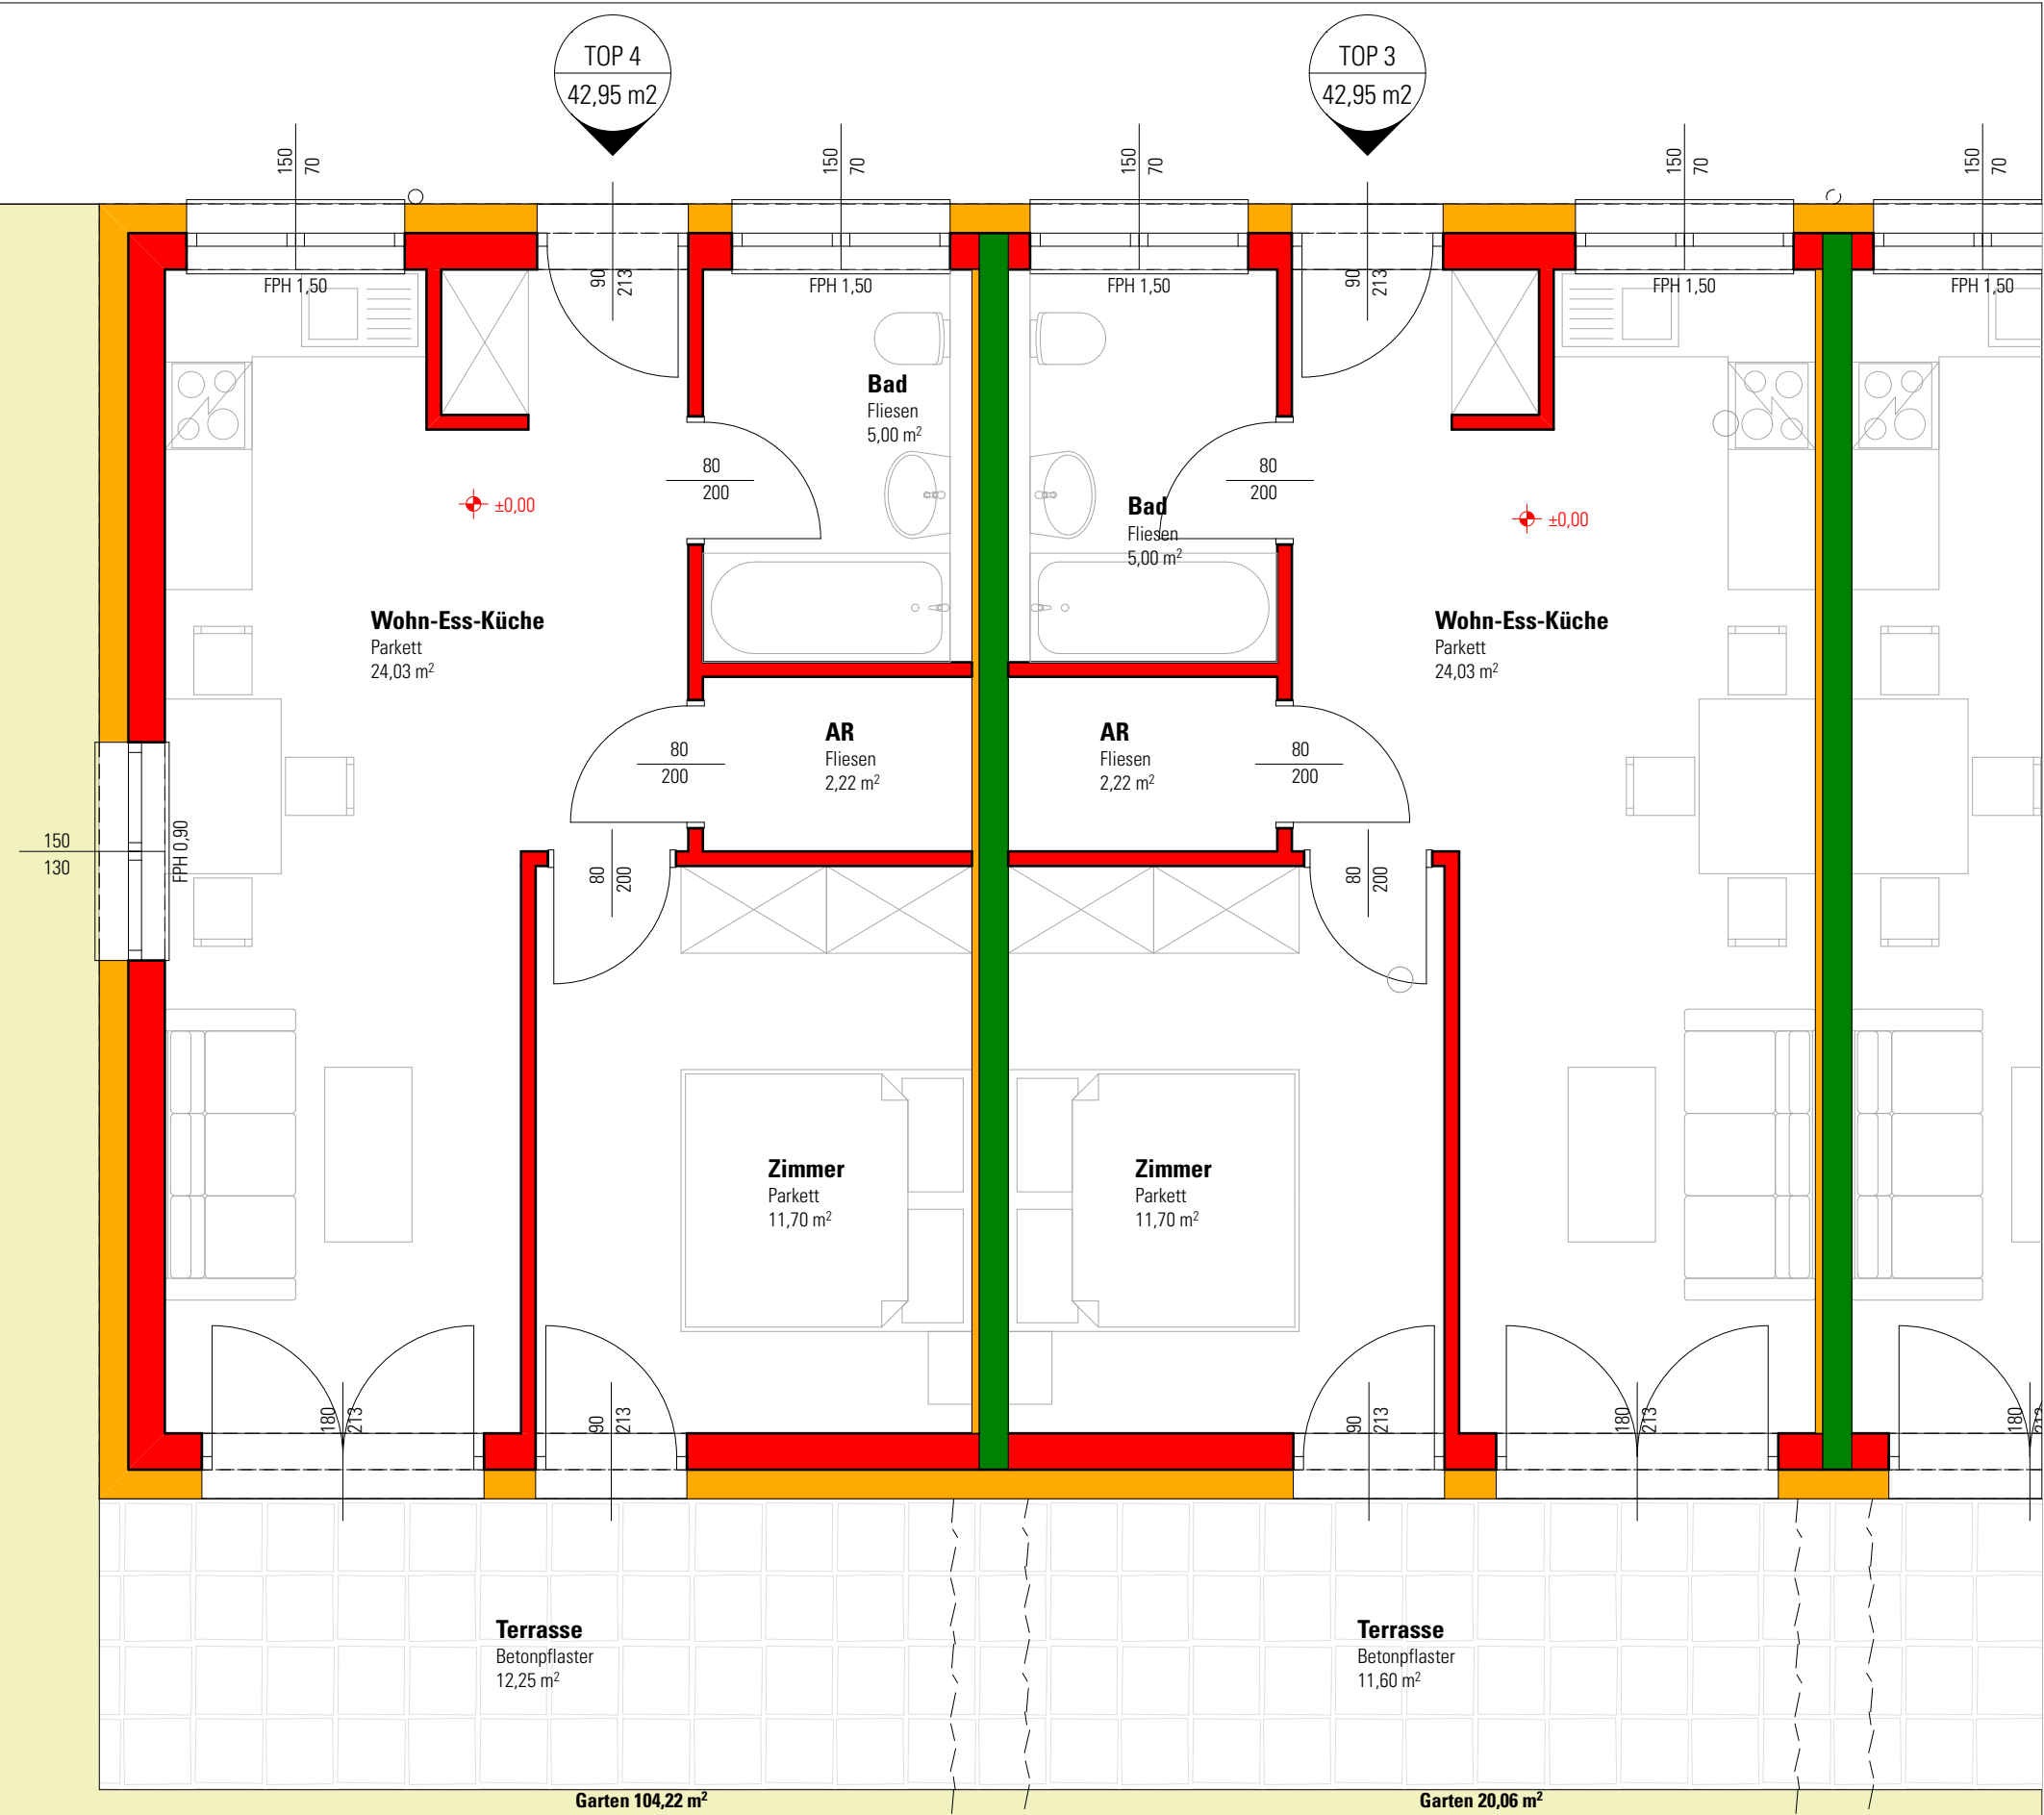 TOP 4
42,95 m2
TOP 3
42,95 m2
150
70
150
70
150
70
150
70
150
70
FPH 1,50
90
213
FPH 1,50
FPH 1,50
90
213
FPH 1,50
FPH 1,50
Bad
Fliesen
5,00 m²
80
200
±0,00
Bad
Fliesen
5,00 m²
80
200
±0,00
Wohn-Ess-Küche
Parkett
24,03 m²
Wohn-Ess-Küche
Parkett
24,03 m²
80
200
AR
Fliesen
2,22 m²
AR
Fliesen
2,22 m²
80
200
150
130
FPH 0,90
80
200
80
200
Zimmer
Parkett
11,70 m²
Zimmer
Parkett
11,70 m²
180
213
90
213
90
213
180
213
180
213
Terrasse
Betonpflaster
12,25 m²
Terrasse
Betonpflaster
11,60 m²
Garten 104,22 m²
Garten 20,06 m²